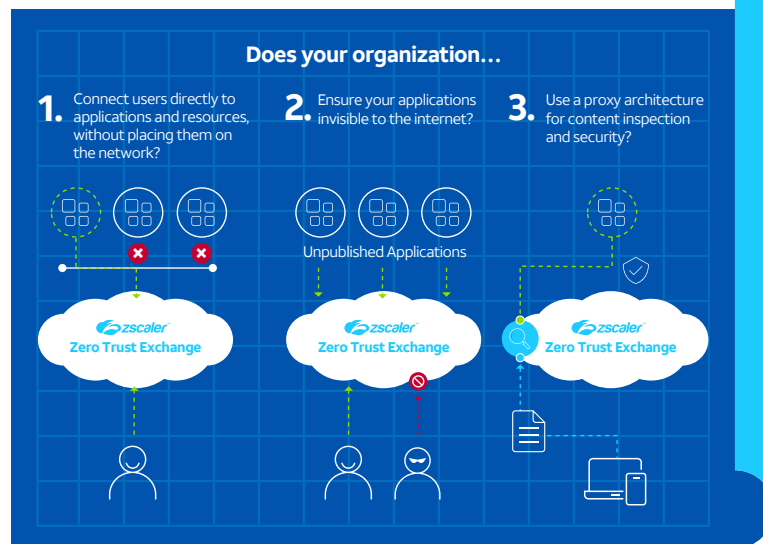 Does your organization...
1. Connect users directly to
applications and resources,
without placing them on
the network?
2. Ensure your applications
invisible to the internet?
3. Use a proxy architecture
for content inspection
and security?
Unpublished Applications
zscaler
Zero Trust Exchange
zscaler
Zero Trust Exchange
zscaler
Zero Trust Exchange